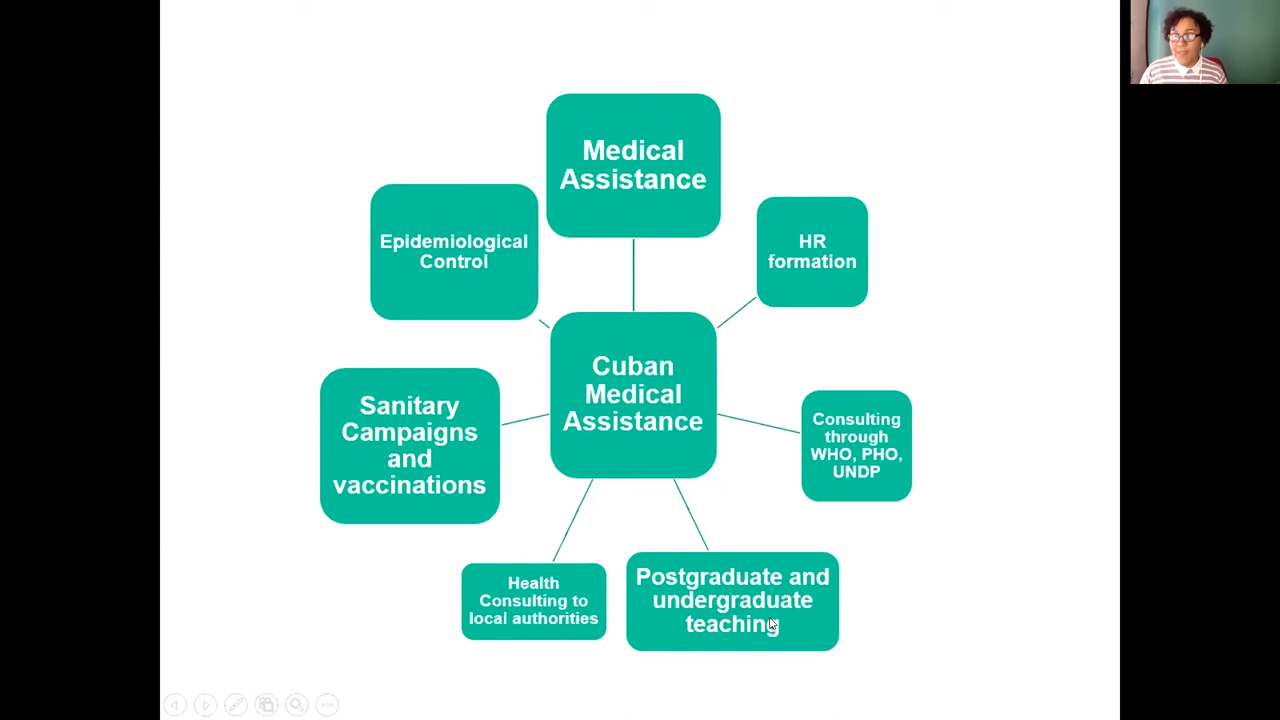 Medical
Assistance
Epidemiological
Control
HR
formation
Cuban
Medical
Assistance
Sanitary
Campaigns
and
vaccinations
Consulting
through
WHO, PHO,
UNDP
Health
Consulting to
local authorities
Postgraduate and
undergraduate
teaching